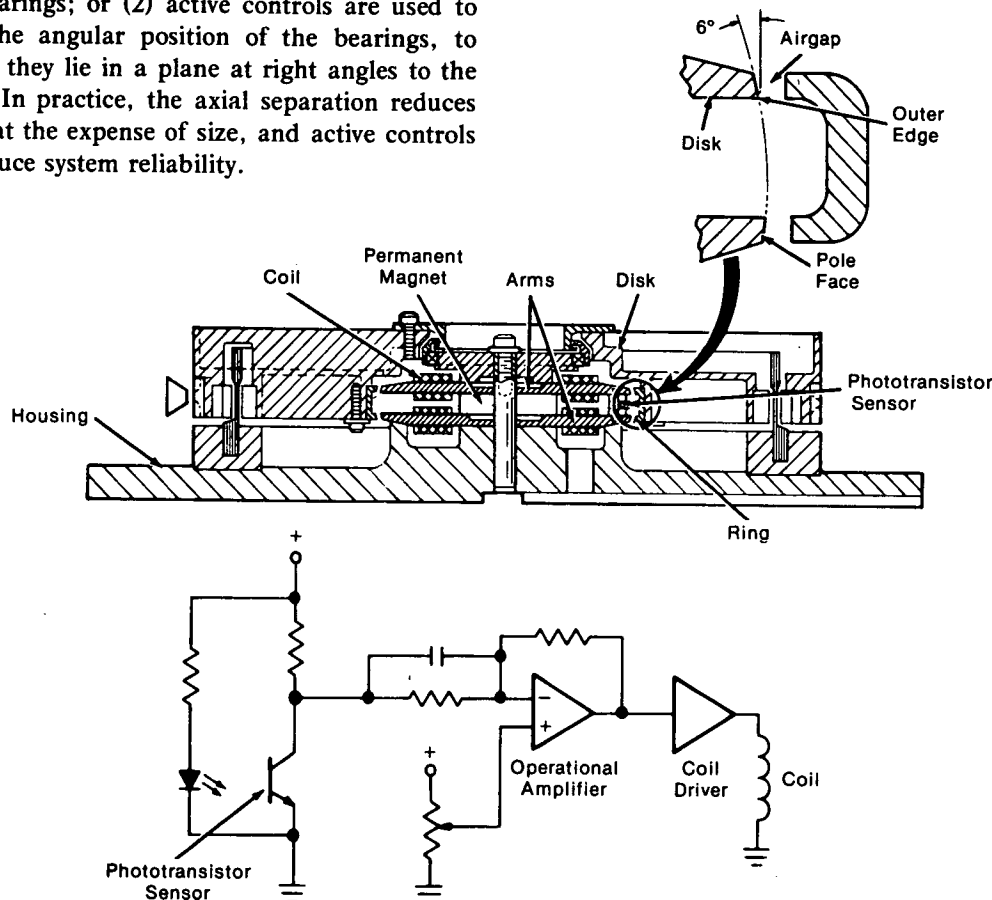 arings; or (2) active controls are used to
he angular position of the bearings, to
they lie in a plane at right angles to the
In practice, the axial separation reduces
at the expense of size, and active controls
uce system reliability.
6°
Airgap
Disk
Outer
Edge
Pole
Face
Coil
Permanent
Magnet
Arms
Disk
Phototransistor
Sensor
Housing
Ring
+
−
+
+
Operational
Amplifier
Coil
Driver
Coil
Phototransistor
Sensor